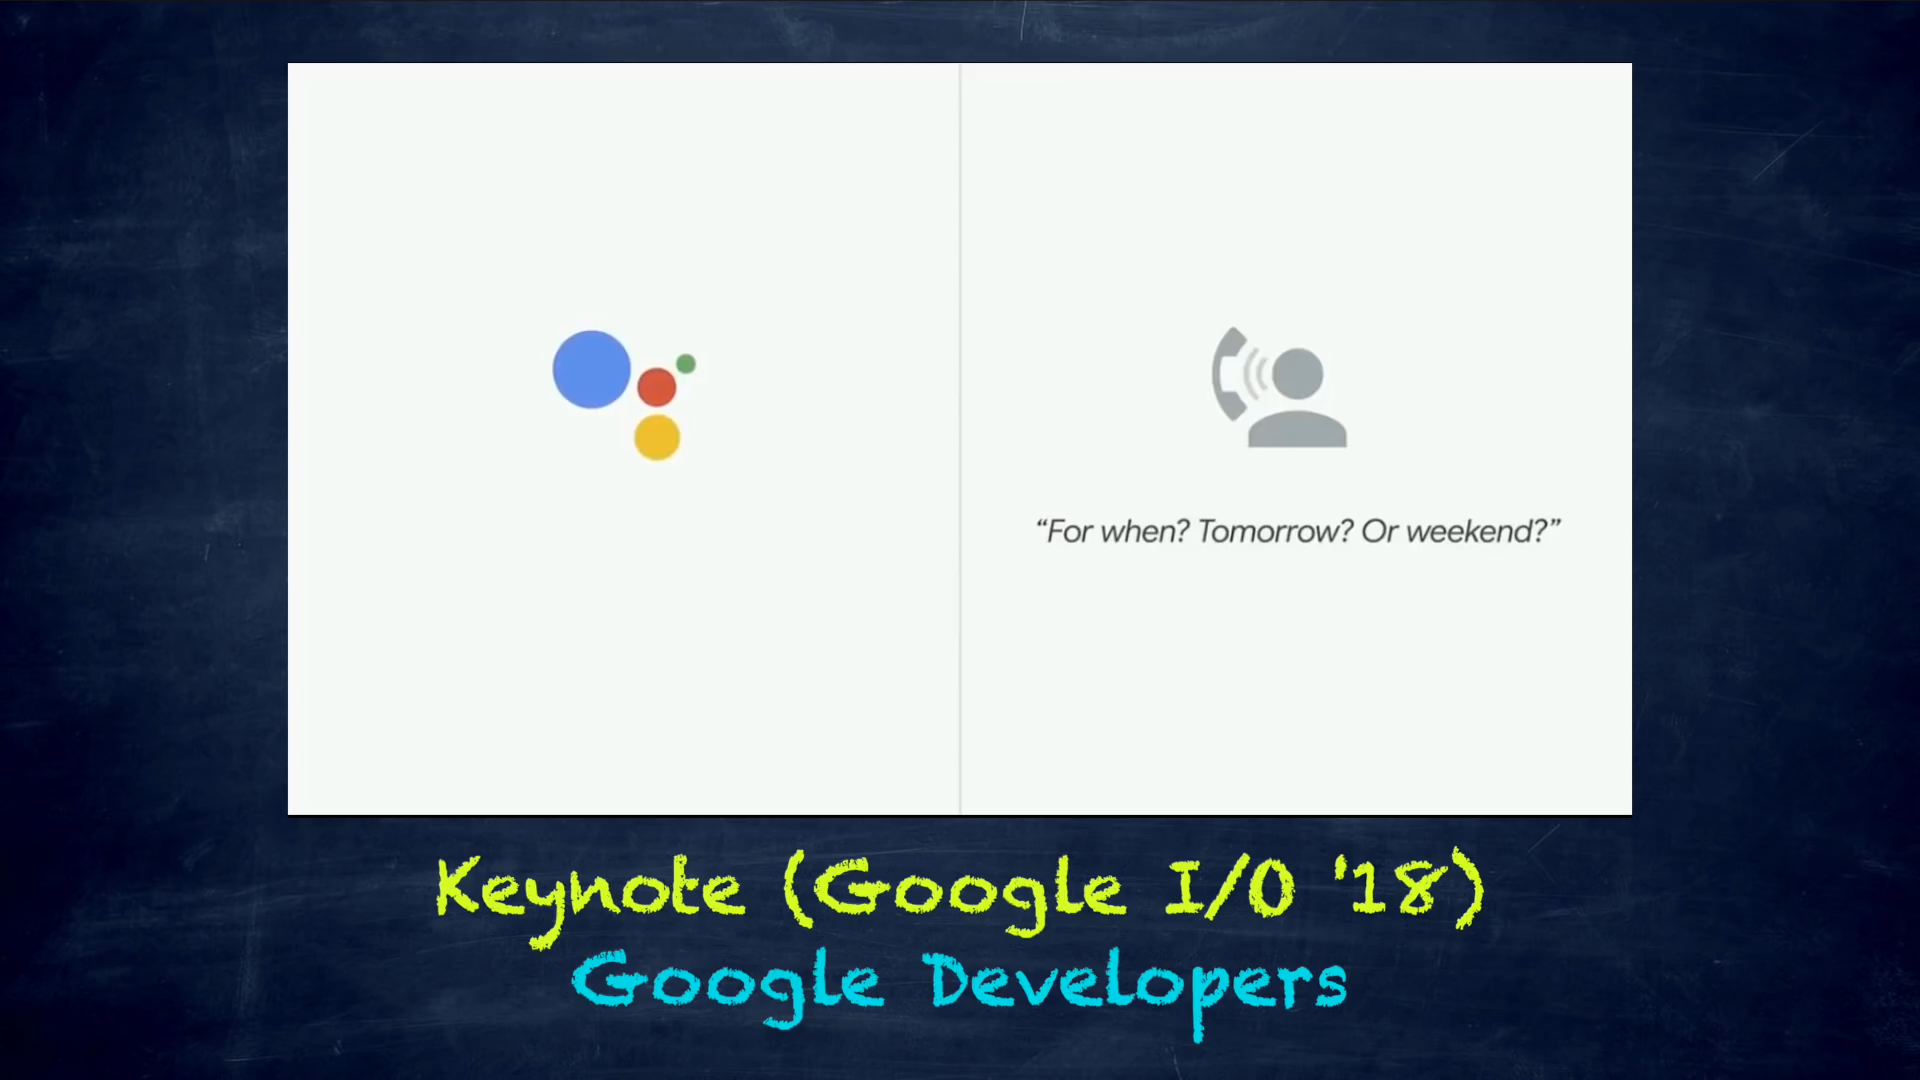 “For when? Tomorrow? Or weekend?”
Keynote (Google I/O '18)
Google Developers